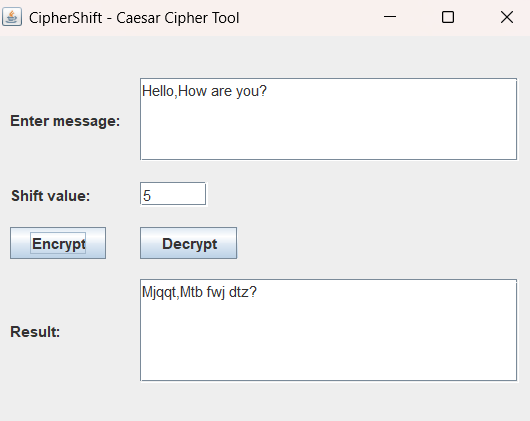 CipherShift - Caesar Cipher Tool
Enter message:
Hello,How are you?
Shift value:
5
Encrypt
Decrypt
Result:
Mjqqt,Mtb fwj dtz?